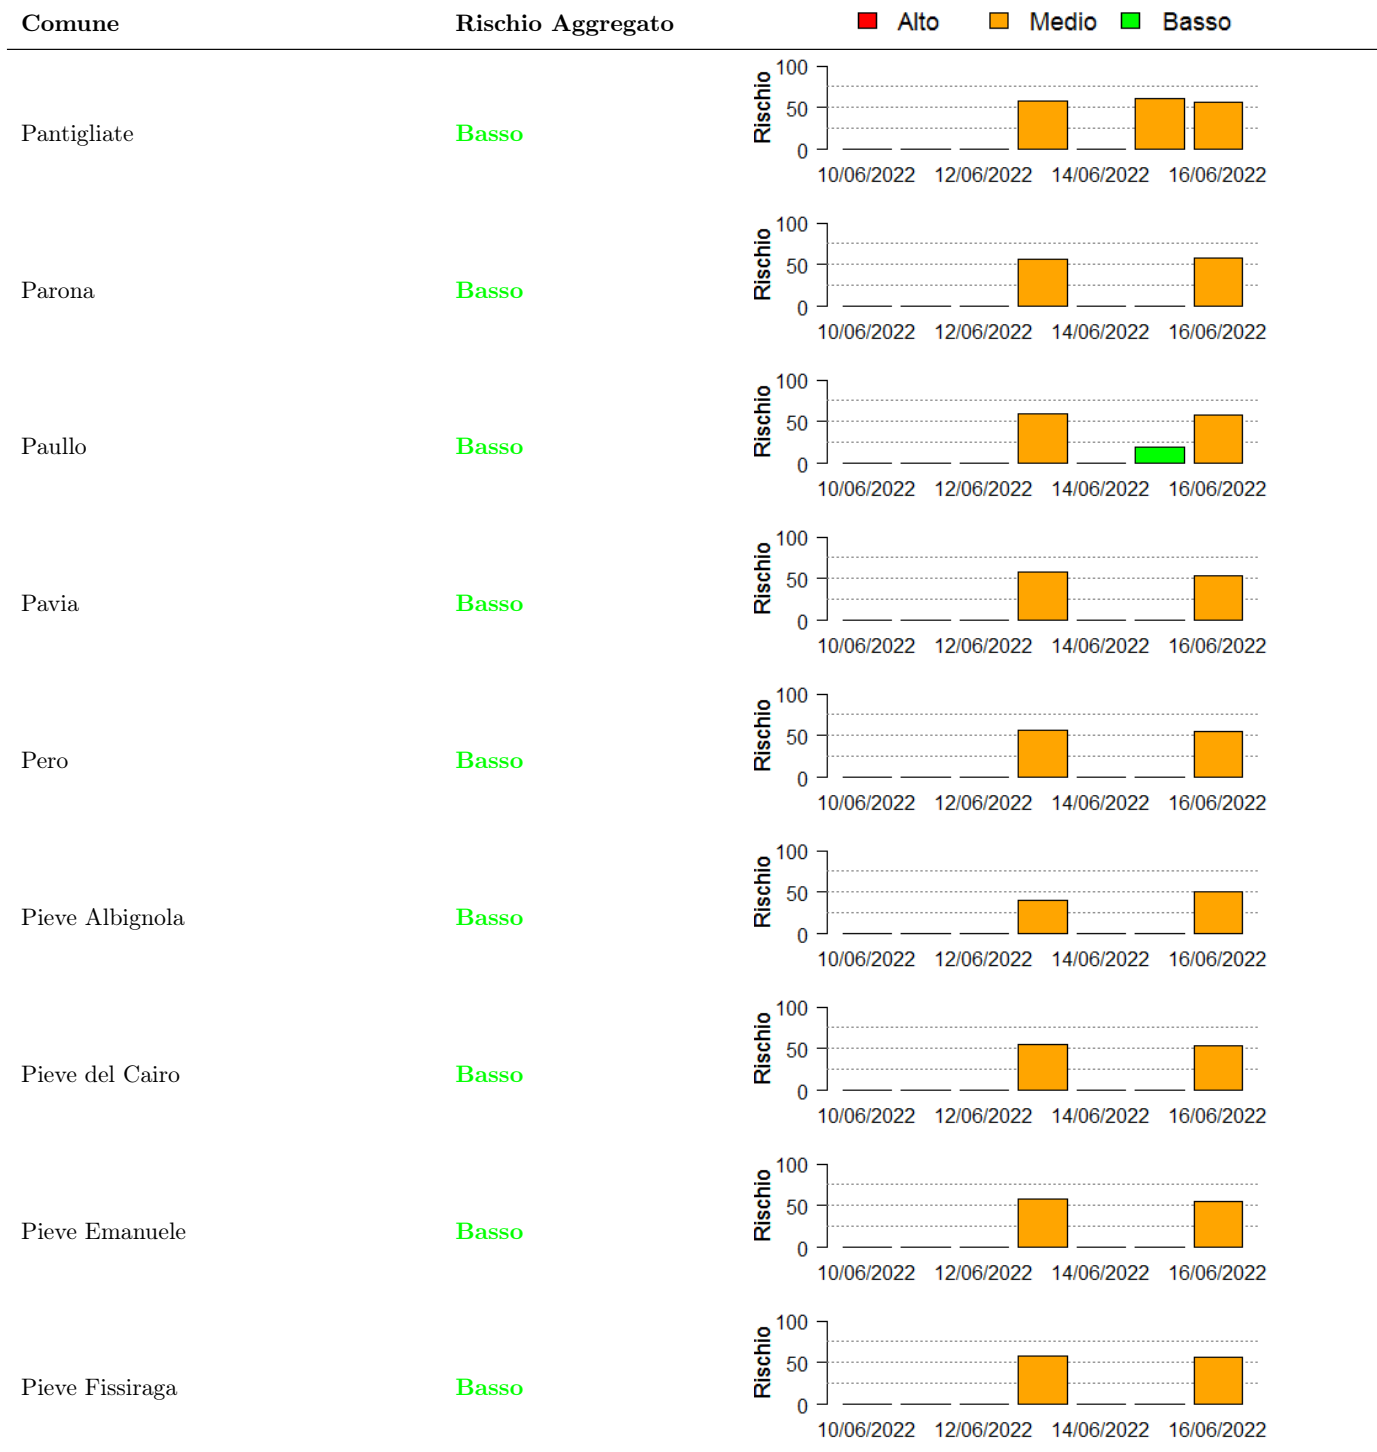 Comune Rischio Aggregato Alto Medio Basso
100
50
0
Rischio
Pantigliate Basso
10/06/2022 12/06/2022 14/06/2022 16/06/2022
100
50
0
Rischio
Parona Basso
10/06/2022 12/06/2022 14/06/2022 16/06/2022
100
50
0
Rischio
Paullo Basso
10/06/2022 12/06/2022 14/06/2022 16/06/2022
100
50
0
Rischio
Pavia Basso
10/06/2022 12/06/2022 14/06/2022 16/06/2022
100
50
0
Rischio
Pero Basso
10/06/2022 12/06/2022 14/06/2022 16/06/2022
100
50
0
Rischio
Pieve Albignola Basso
10/06/2022 12/06/2022 14/06/2022 16/06/2022
100
50
0
Rischio
Pieve del Cairo Basso
10/06/2022 12/06/2022 14/06/2022 16/06/2022
100
50
0
Rischio
Pieve Emanuele Basso
10/06/2022 12/06/2022 14/06/2022 16/06/2022
100
50
0
Rischio
Pieve Fissiraga Basso
10/06/2022 12/06/2022 14/06/2022 16/06/2022